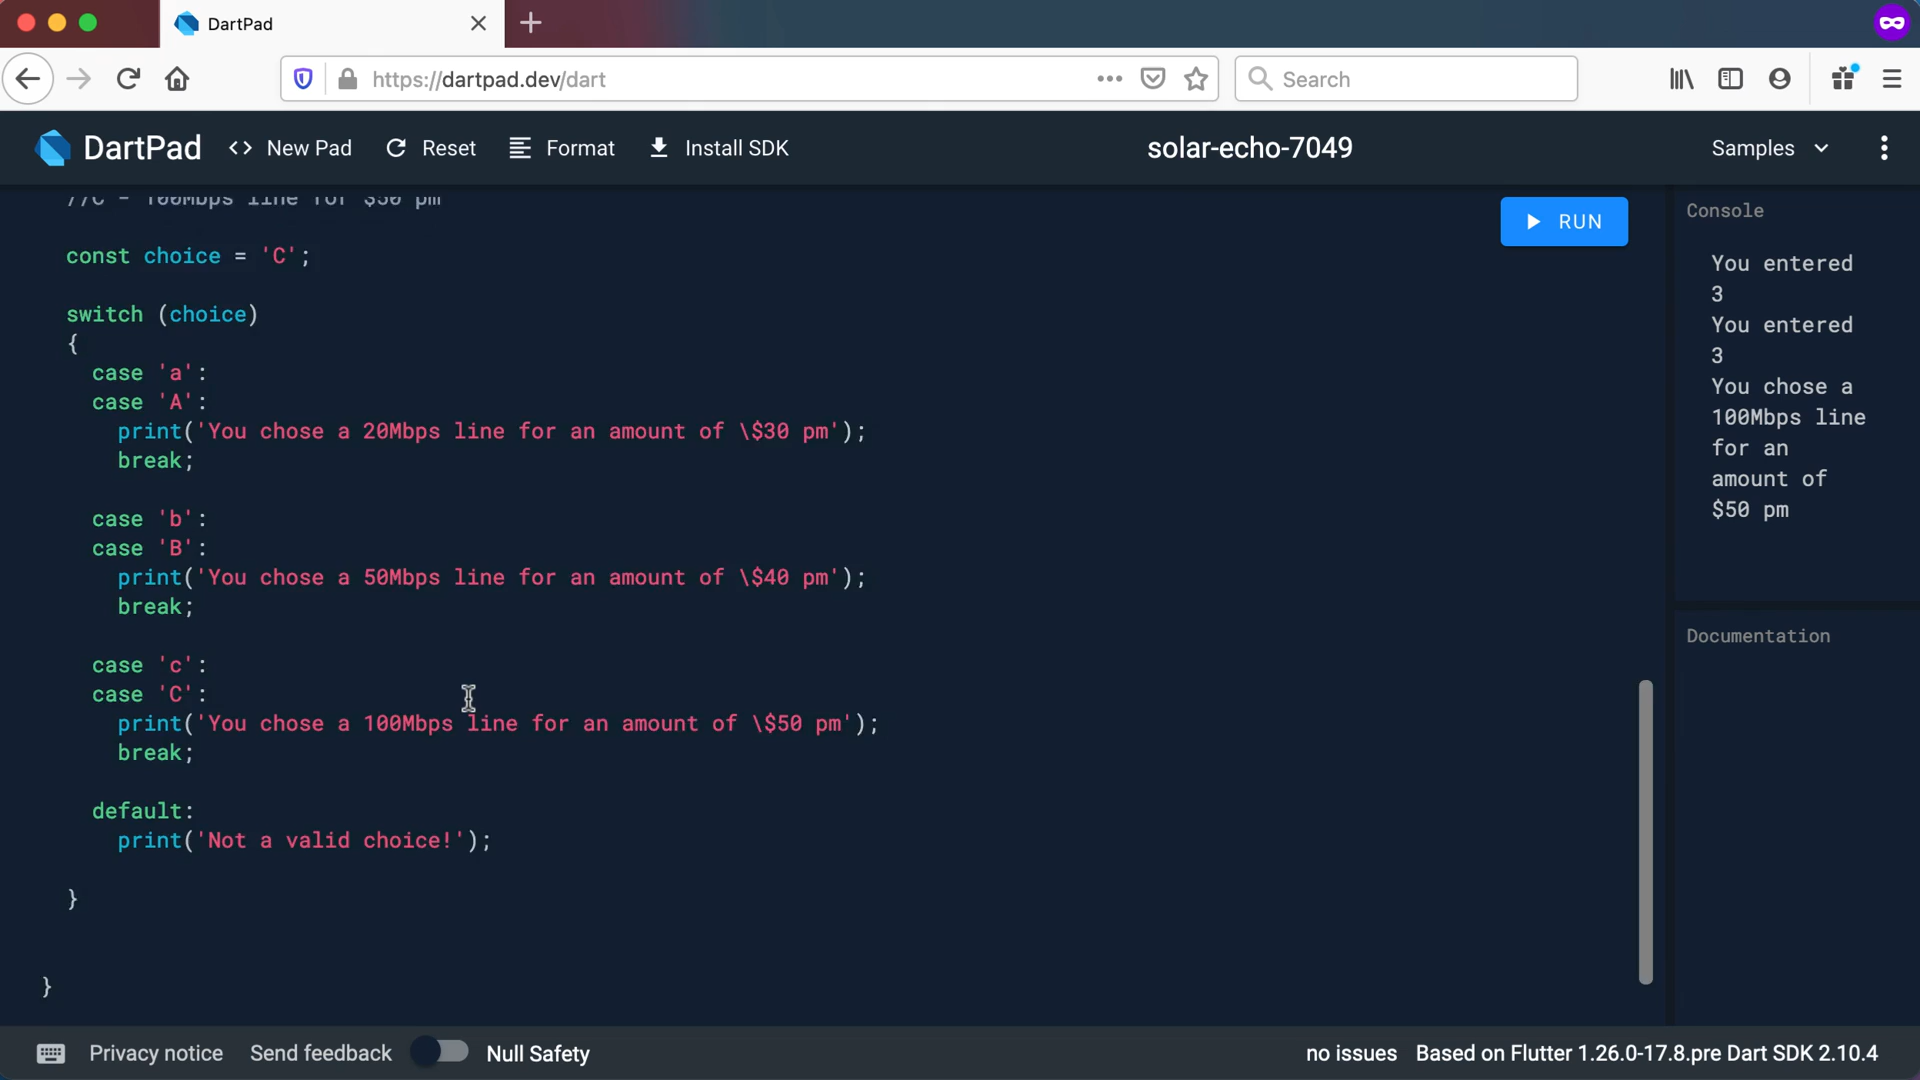 DartPad
https://dartpad.dev/dart
Search
DartPad
<> New Pad
Reset
Format
Install SDK
solar-echo-7049
Samples
//C - 100Mbps line for $50 pm
RUN
const choice = 'C';
switch (choice)
{
case 'a':
case 'A':
print('You chose a 20Mbps line for an amount of \$30 pm');
break;
case 'b':
case 'B':
print('You chose a 50Mbps line for an amount of \$40 pm');
break;
case 'c':
case 'C':
print('You chose a 100Mbps line for an amount of \$50 pm');
break;
default:
print('Not a valid choice!');
}
}
Console
You entered
3
You entered
3
You chose a
100Mbps line
for an
amount of
$50 pm
Documentation
Privacy notice
Send feedback
Null Safety
no issues
Based on Flutter 1.26.0-17.8.pre Dart SDK 2.10.4